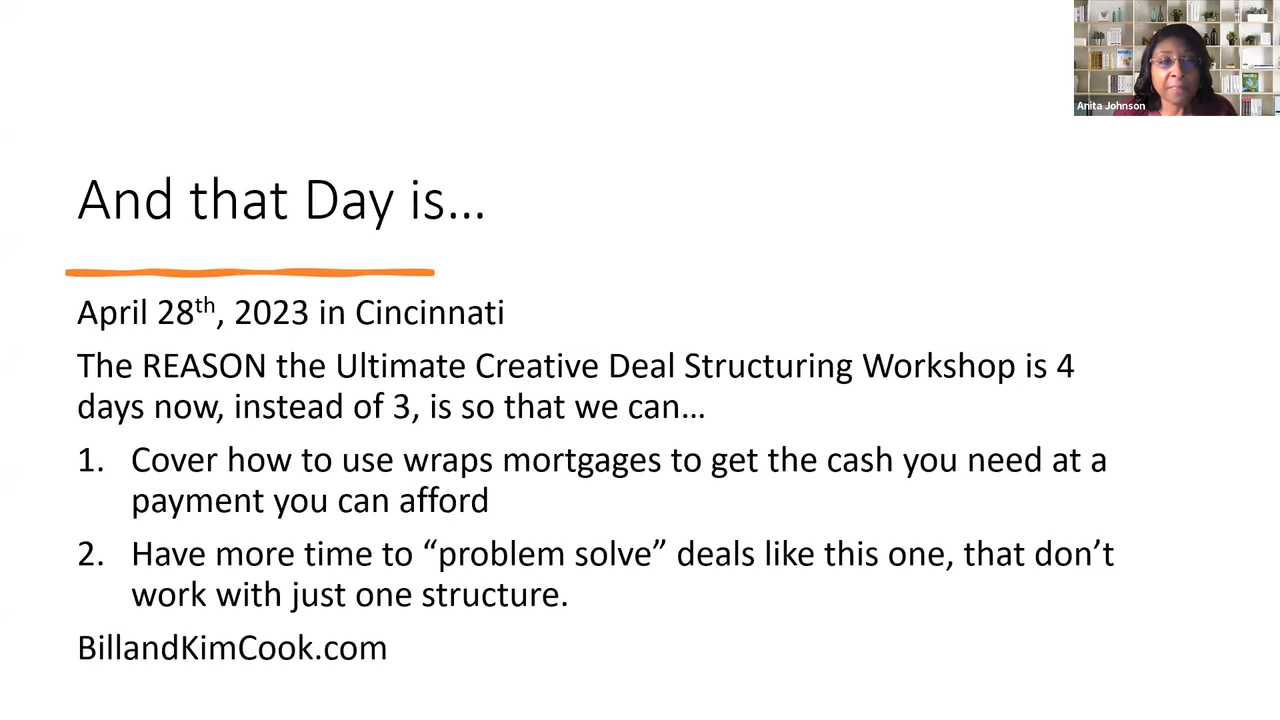 Anita Johnson
And that Day is...
April 28th, 2023 in Cincinnati
The REASON the Ultimate Creative Deal Structuring Workshop is 4
days now, instead of 3, is so that we can...
1. Cover how to use wraps mortgages to get the cash you need at a
payment you can afford
2. Have more time to “problem solve” deals like this one, that don’t
work with just one structure.
BillandKimCook.com